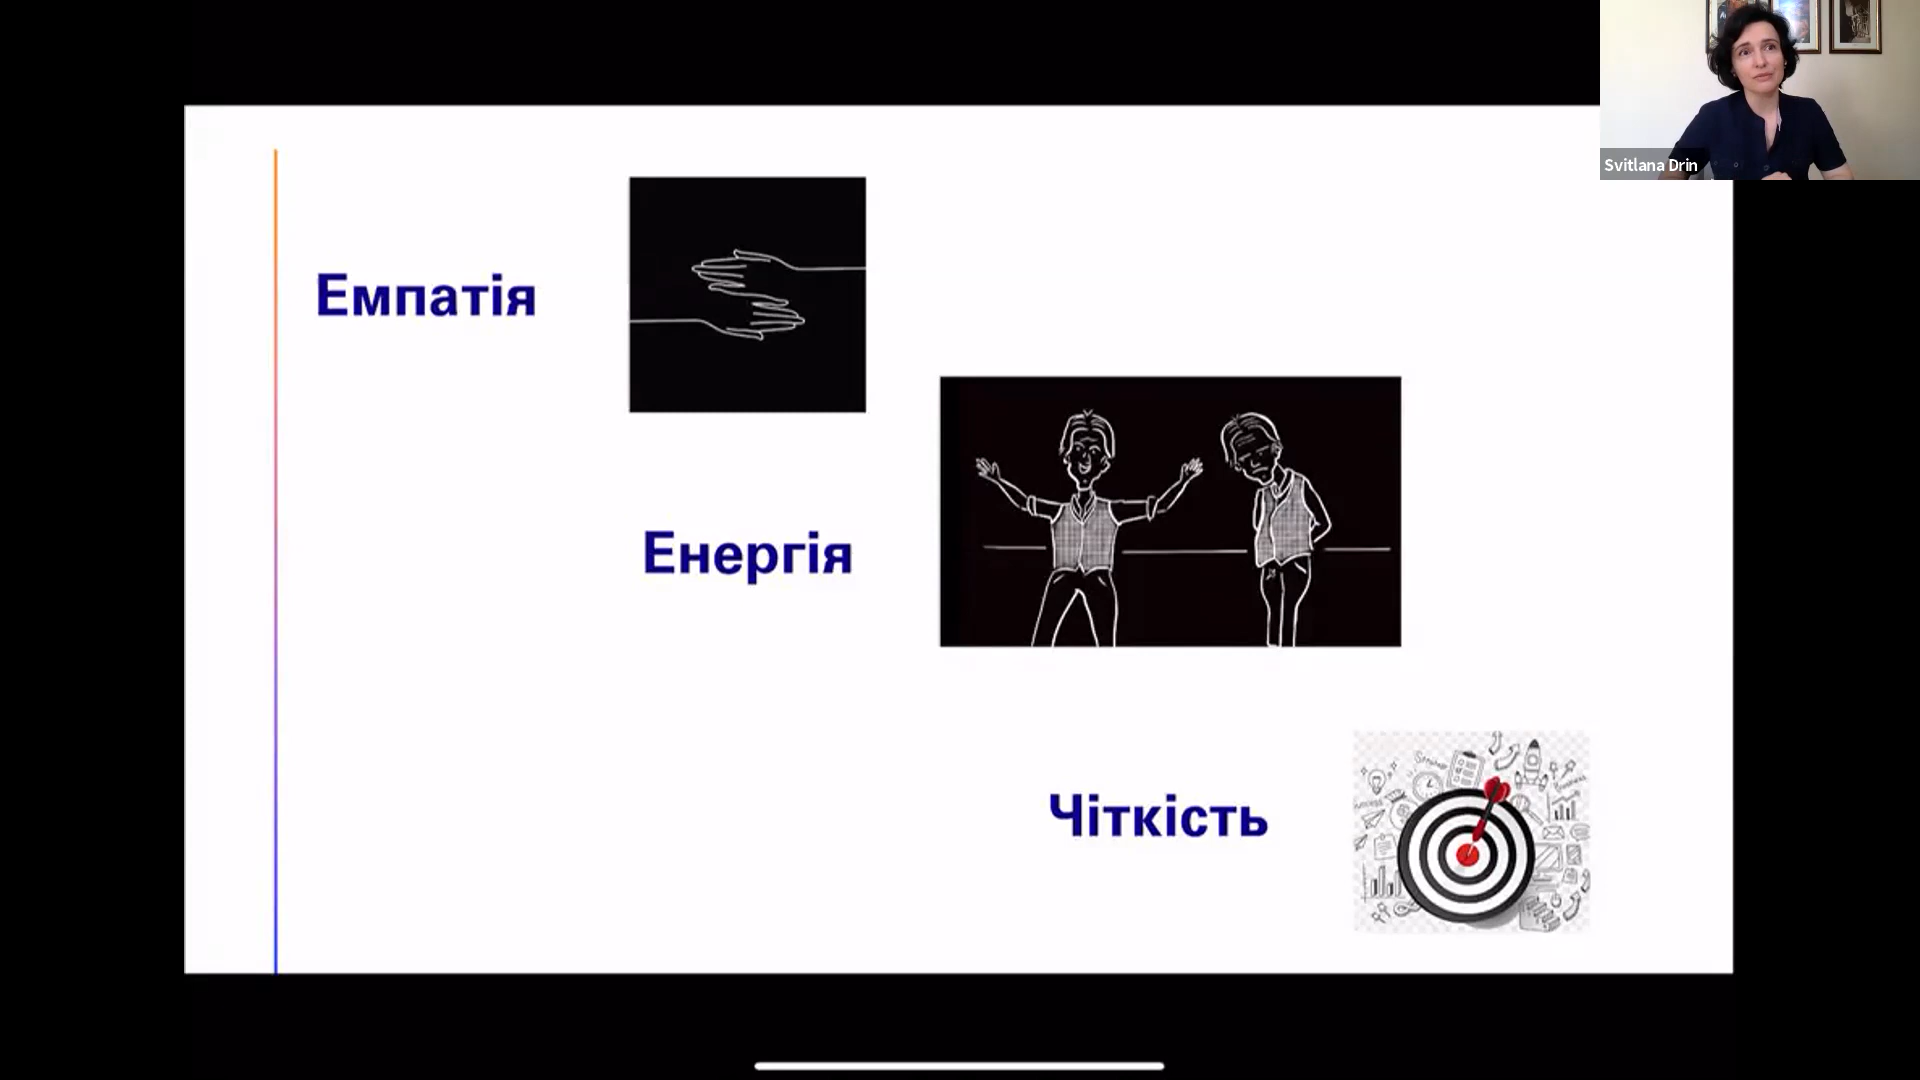 Svitlana Drin
Емпатія
Енергія
Чіткість